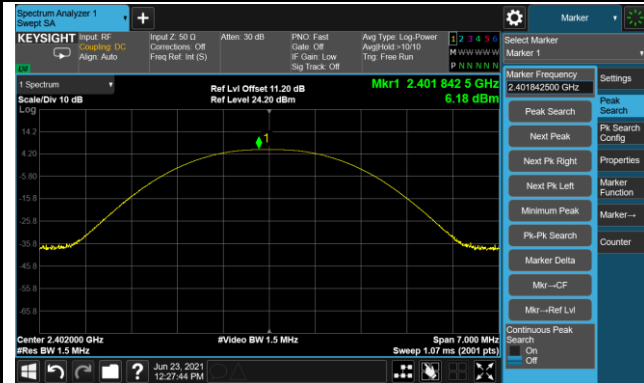 Spectrum Analyzer 1
Swept SA
Marker
KEYSIGHT
Input: RF
Coupling: DC
Align: Auto
Input Z: 50 Ω
Corrections: Off
Freq Ref: Int (S)
Atten: 30 dB
PNO: Fast
Gate: Off
IF Gain: Low
Sig Track: Off
Avg Type: Log-Power
Avg|Hold:>10/10
Trig: Free Run
1 2 3 4 5 6
M W W W W W
P N N N N N
Select Marker
Marker 1
1 Spectrum
Scale/Div 10 dB
Log
Ref Lvl Offset 11.20 dB
Ref Level 24.20 dBm
Mkr1 2.401 842 5 GHz
6.18 dBm
14.2
4.20
-5.80
-15.8
-25.8
-35.8
-45.8
-55.8
-65.8
1
Center 2.402000 GHz
#Res BW 1.5 MHz
#Video BW 1.5 MHz
Span 7.000 MHz
Sweep 1.07 ms (2001 pts)
Marker Frequency
2.401842500 GHz
Peak Search
Next Peak
Next Pk Right
Next Pk Left
Minimum Peak
Pk-Pk Search
Marker Delta
Mkr→CF
Mkr→Ref Lvl
Continuous Peak
Search
On
Off
Settings
Peak
Search
Pk Search
Config
Properties
Marker
Function
Marker→
Counter
Jun 23, 2021
12:27:44 PM